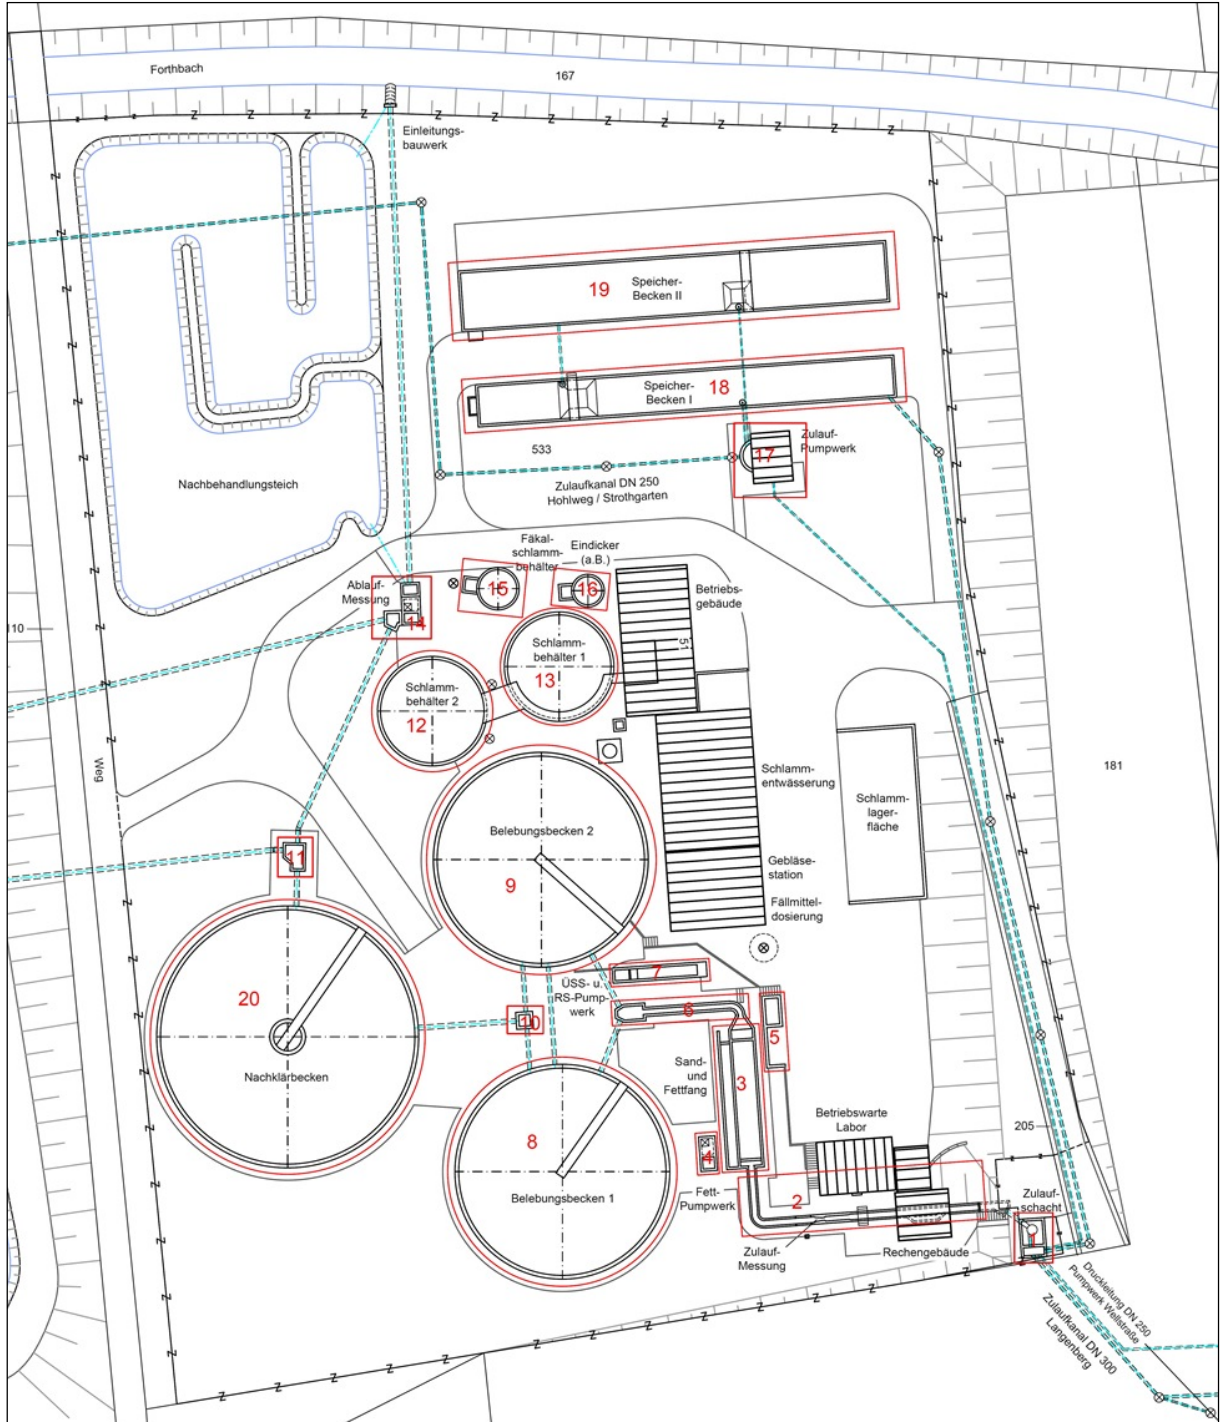 Forthbach
167
Einleitungs-
bauwerk
19
Speicher-
Becken II
Speicher-
Becken I
18
533
17
Zulauf-
Pumpwerk
Zulaufkanal DN 250
Hohlweg / Strothgarten
Nachbehandlungsteich
Fäkal-
schlamm-
behälter
Eindicker
(a.B.)
15
16
Betriebs-
gebäude
51
Ablauf-
Messung
14
110
Schlamm-
behälter 1
13
Schlamm-
behälter 2
12
Weg
Schlamm-
entwässerung
181
Schlamm-
lager-
fläche
Belebungsbecken 2
9
11
Gebläse-
station
Fällmittel-
dosierung
7
ÜSS- u.
RS-Pump-
werk
6
20
10
5
Nachklärbecken
Sand-
und
Fettfang
3
8
Belebungsbecken 1
4
Fett-
Pumpwerk
Betriebswarte
Labor
205
2
Zulauf-
schacht
1
Zulauf-
Messung
Rechengebäude
Druckleitung DN 250
Pumpwerk Wellstraße
Zulaufkanal DN 300
Langenberg